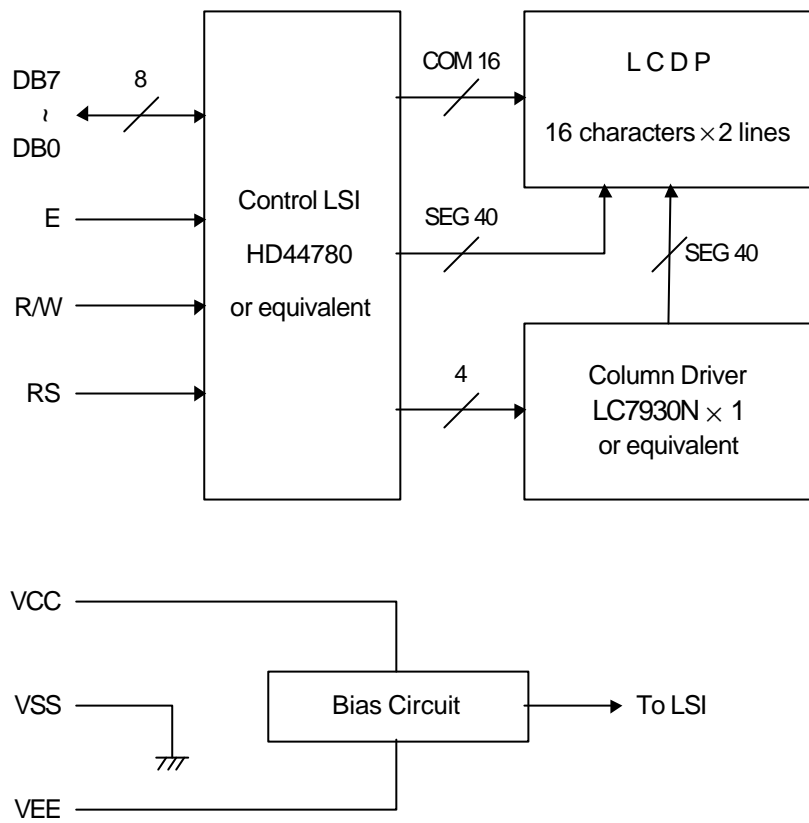 DB7
~
DB0
8
E
R/W
RS
Control LSI
HD44780
or equivalent
COM 16
SEG 40
4
L C D P
16 characters × 2 lines
SEG 40
Column Driver
LC7930N × 1
or equivalent
VCC
VSS
VEE
Bias Circuit
To LSI